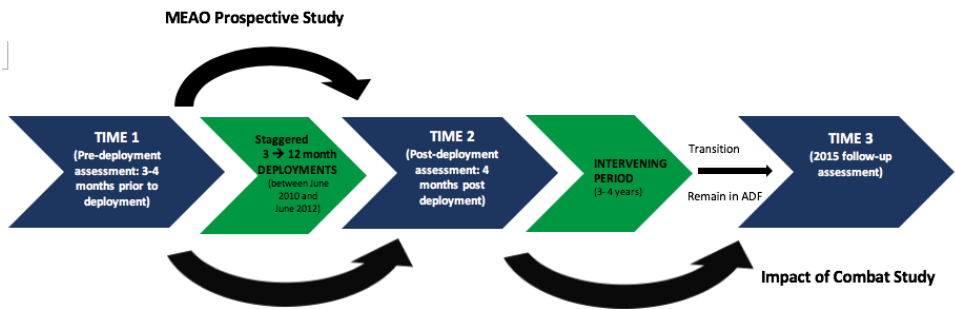 MEAO Prospective Study
TIME 1
(Pre-deployment
assessment: 3-4
months prior to
deployment)
Staggered
3 → 12 month
DEPLOYMENTS
(between June
2010 and
June 2012)
TIME 2
(Post-deployment
assessment: 4
months post
deployment)
INTERVENING
PERIOD
(3- 4 years)
Transition
Remain in ADF
TIME 3
(2015 follow-up
assessment)
Impact of Combat Study